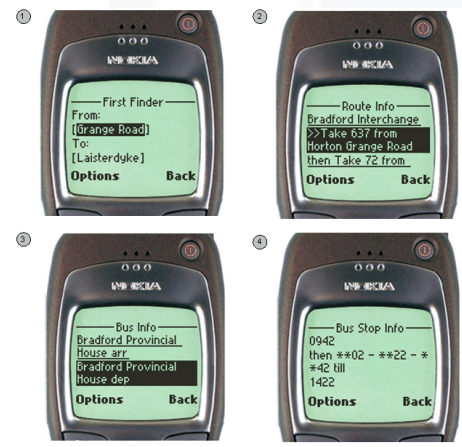 1
NOKIA
First Finder
From:
[Grange Road]
To:
[Laisterdyke]
Options Back
2
NOKIA
Route Info
Bradford Interchange
>>Take 637 from
Horton Grange Road
then Take 72 from
Options Back
3
NOKIA
Bus Info
Bradford Provincial
House arr
Bradford Provincial
House dep
Options Back
4
NOKIA
Bus Stop Info
0942
then **02 - **22 - *
*42 till
1422
Options Back